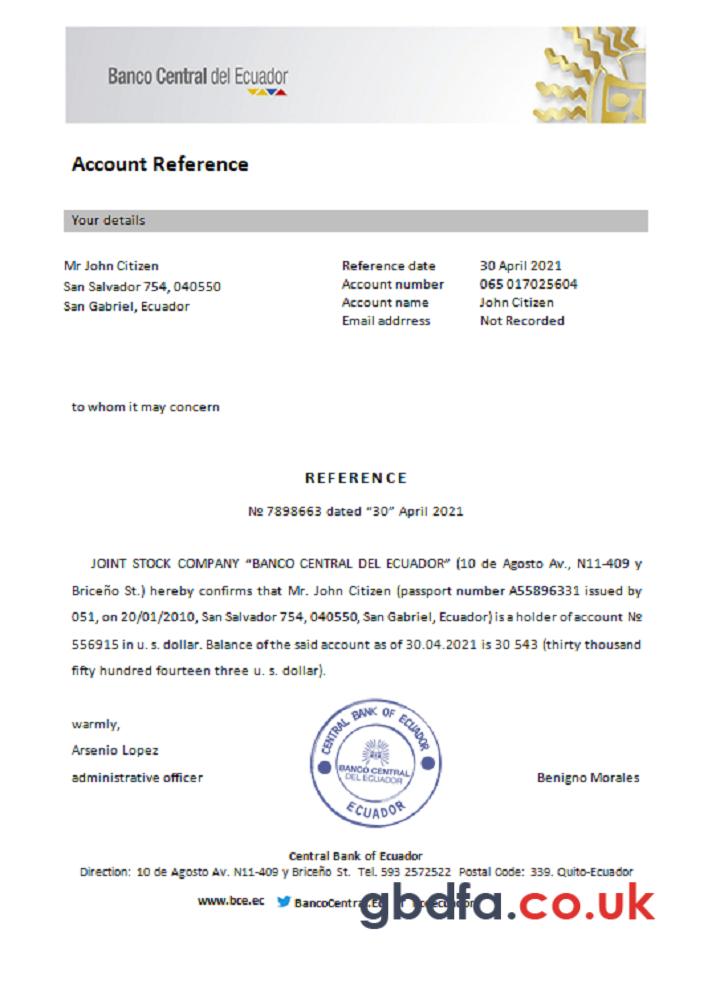 Banco Central del Ecuador
Account Reference
Your details
Mr John Citizen
San Salvador 754, 040550
San Gabriel, Ecuador
Reference date 30 April 2021
Account number 065 017025604
Account name John Citizen
Email addrress Not Recorded
to whom it may concern
REFERENCE
№ 7898663 dated “30” April 2021
JOINT STOCK COMPANY “BANCO CENTRAL DEL ECUADOR” (10 de Agosto Av., N11-409 y
Briceño St.) hereby confirms that Mr. John Citizen (passport number A55896331 issued by
051, on 20/01/2010, San Salvador 754, 040550, San Gabriel, Ecuador) is a holder of account №
556915 in u. s. dollar. Balance of the said account as of 30.04.2021 is 30 543 (thirty thousand
fifty hundred fourteen three u. s. dollar).
warmly,
Arsenio Lopez
administrative officer
CENTRAL BANK OF ECUADOR
BANCO CENTRAL
DEL ECUADOR
ECUADOR
Benigno Morales
Central Bank of Ecuador
Direction: 10 de Agosto Av. N11-409 y Briceño St. Tel. 593 2572522 Postal Code: 339. Quito-Ecuador
www.bce.ec BancoCentral
gbdfa.co.uk